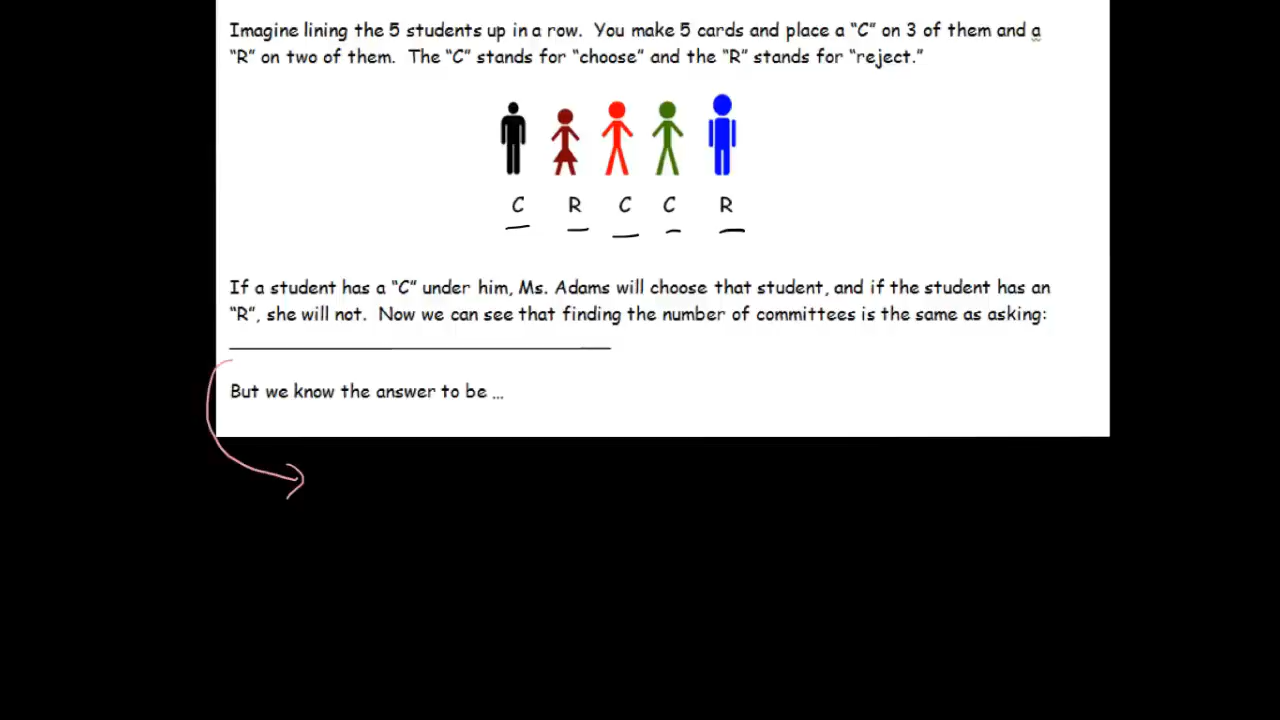 Imagine lining the 5 students up in a row. You make 5 cards and place a “C” on 3 of them and a
“R” on two of them. The “C” stands for “choose” and the “R” stands for “reject.”
C R C C R
If a student has a “C” under him, Ms. Adams will choose that student, and if the student has an
“R”, she will not. Now we can see that finding the number of committees is the same as asking:
But we know the answer to be …